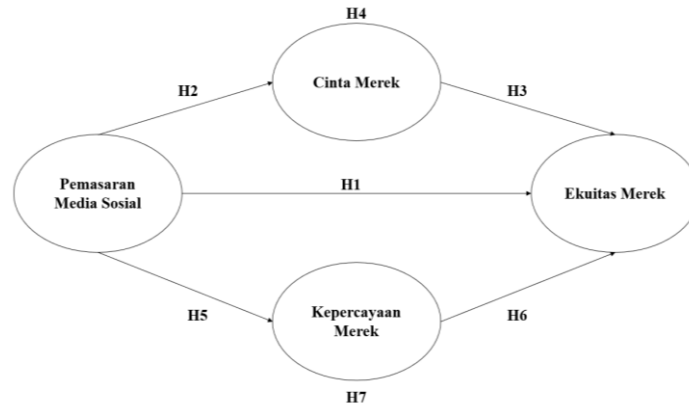 H4
Cinta Merek
H2
H3
Pemasaran
Media Sosial
H1
Ekuitas Merek
H5
Kepercayaan
Merek
H6
H7